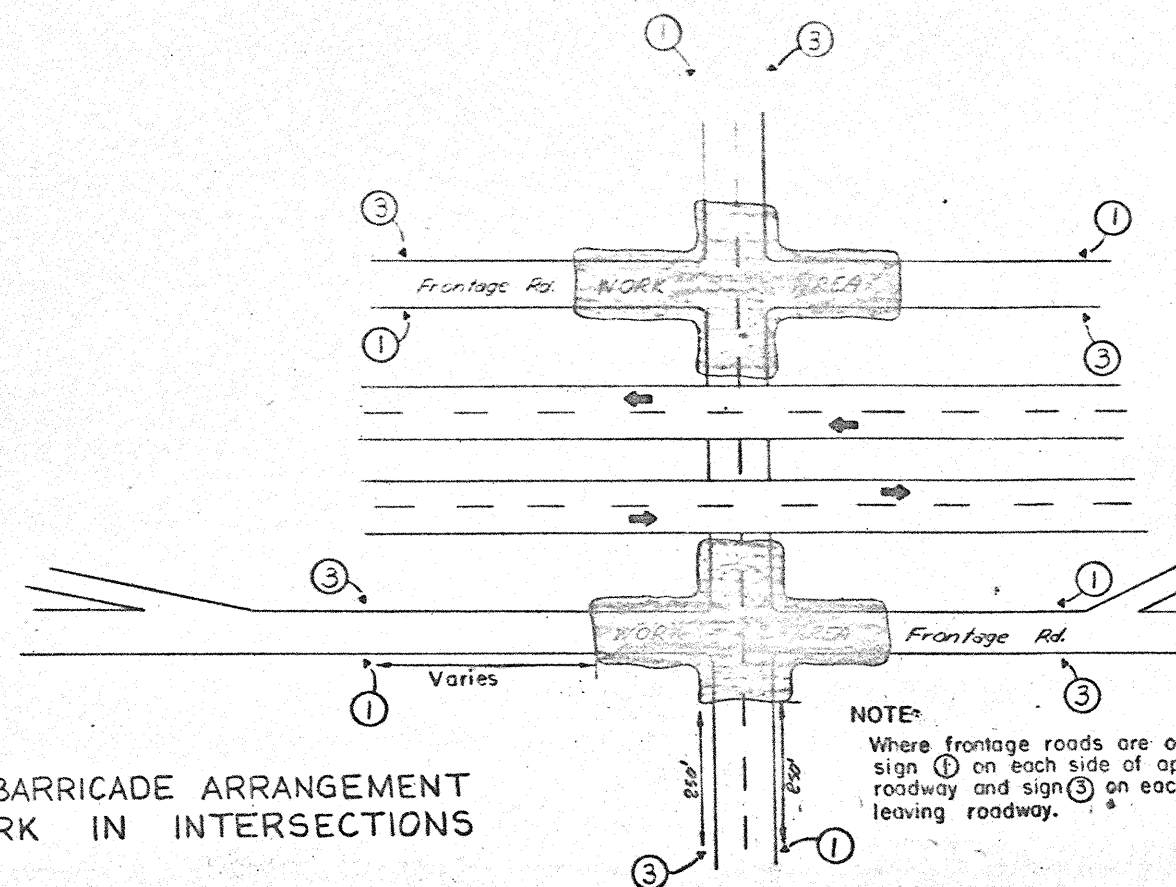 1 3
3 1
Frontage Rd. WORK AREA
1 3
3 1
WORK AREA Frontage Rd.
Varies
1 3
250' 250'
NOTE:
Where frontage roads are o
sign 1 on each side of ap
roadway and sign 3 on eac
leaving roadway.
3 1
BARRICADE ARRANGEMENT
RK IN INTERSECTIONS